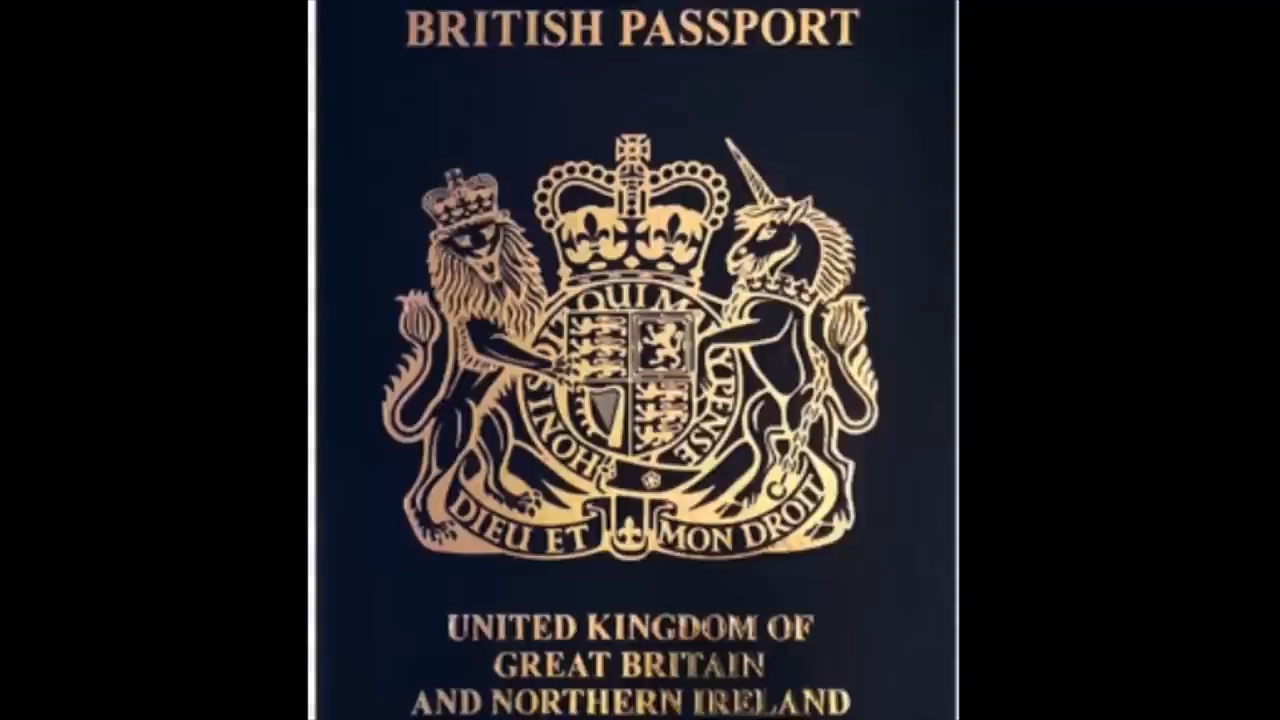 BRITISH PASSPORT
QUI M
HONI S
Y PENSE
DIEU ET MON DROIT
UNITED KINGDOM OF
GREAT BRITAIN
AND NORTHERN IRELAND